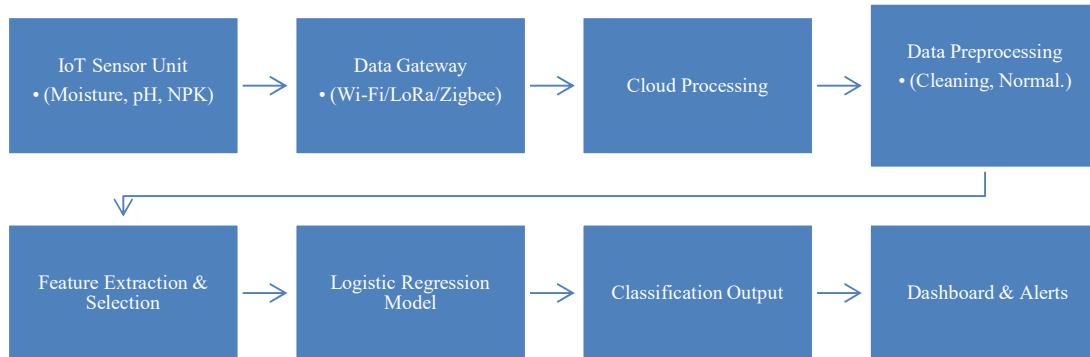 IoT Sensor Unit
• (Moisture, pH, NPK)
Data Gateway
• (Wi-Fi/LoRa/Zigbee)
Cloud Processing
Data Preprocessing
• (Cleaning, Normal.)
Feature Extraction &
Selection
Logistic Regression
Model
Classification Output
Dashboard & Alerts